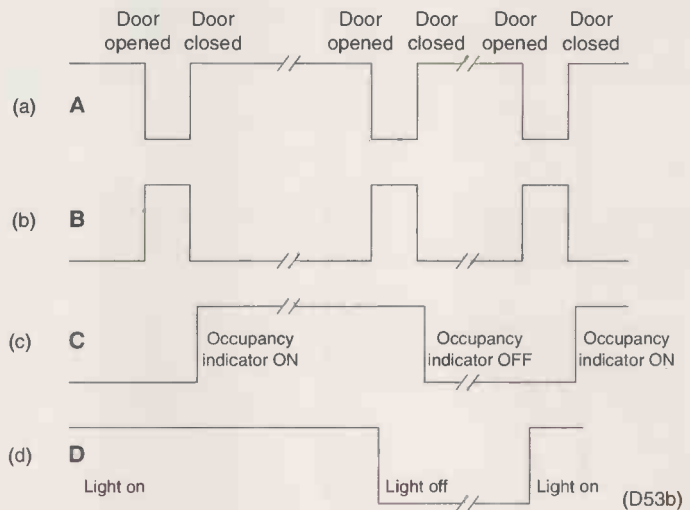 Door opened
Door closed
Door opened
Door closed
Door opened
Door closed
(a) A
(b) B
(c) C
Occupancy indicator ON
Occupancy indicator OFF
Occupancy indicator ON
(d) D
Light on
Light off
Light on
(D53b)